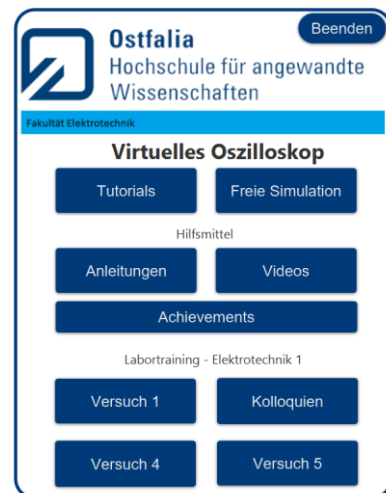 Beenden
Ostfalia
Hochschule für angewandte
Wissenschaften
Fakultät Elektrotechnik
Virtuelles Oszilloskop
Tutorials
Freie Simulation
Hilfsmittel
Anleitungen
Videos
Achievements
Labortraining - Elektrotechnik 1
Versuch 1
Kolloquien
Versuch 4
Versuch 5